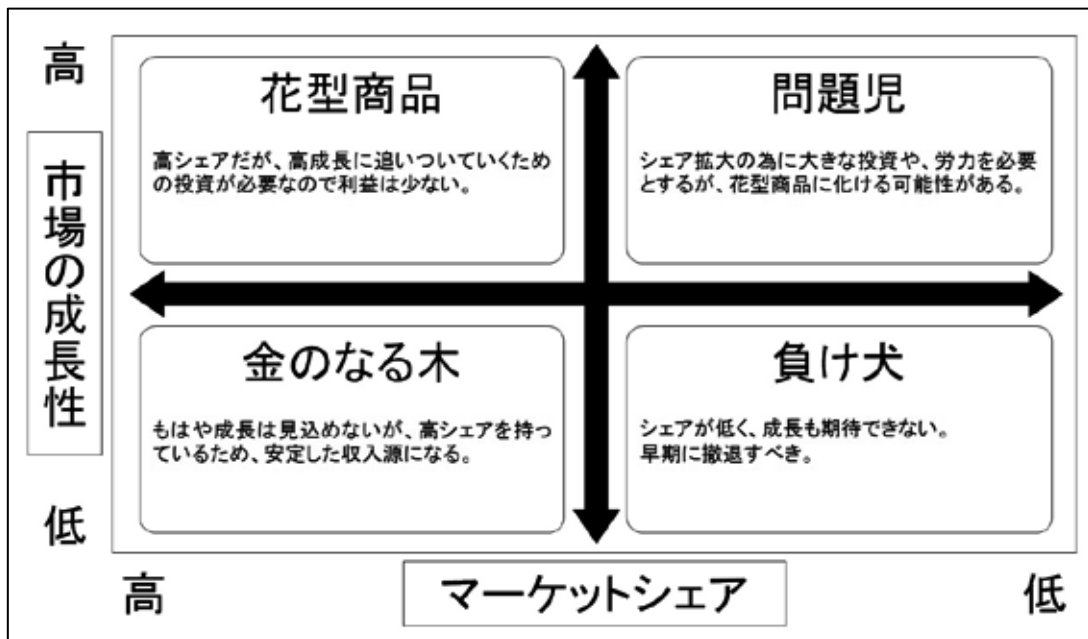 高
市場の成長性
低
花型商品
高シェアだが、高成長に追いついていくため
の投資が必要なので利益は少ない。
問題児
シェア拡大の為に大きな投資や、労力を必要
とするが、花型商品に化ける可能性がある。
金のなる木
もはや成長は見込めないが、高シェアを持っ
ているため、安定した収入源になる。
負け犬
シェアが低く、成長も期待できない。
早期に撤退すべき。
高
マーケットシェア
低